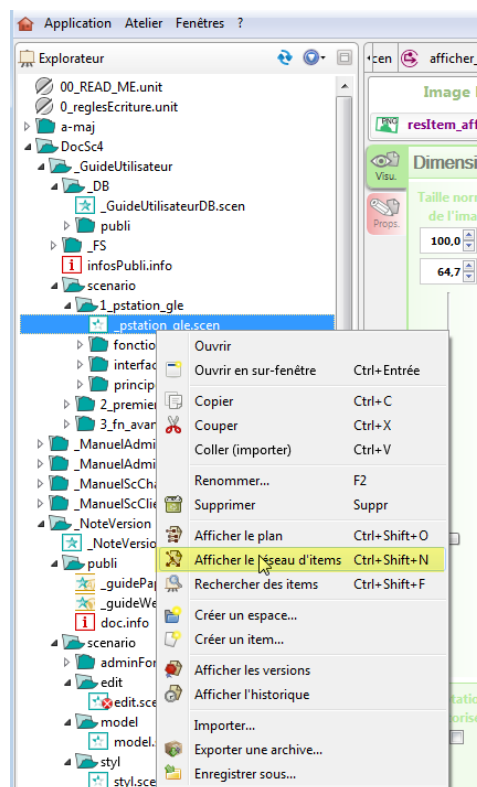 Application Atelier Fenêtres ?
Explorateur
cen afficher_
00_READ_ME.unit
0_reglesEcriture.unit
a-maj
DocSc4
_GuideUtilisateur
_DB
_GuideUtilisateurDB.scen
publi
_FS
infosPubli.info
scenario
1_pstation_gle
_pstation_gle.scen
fonctio
interfac
princip
2_premier
3_fn_avar
_ManuelAdmi
_ManuelAdmi
_ManuelScCha
_ManuelScClie
_NoteVersion
_NoteVersio
publi
_guidePa
_guideWe
doc.info
scenario
adminFor
edit
edit.sce
model
model.
styl
styl.sce
Image
PNG resItem_aff
Visu.
Dimensi
Props.
Taille nor
de l'ima
100,0
64,7
Ouvrir
Ouvrir en sur-fenêtre Ctrl+Entrée
Copier Ctrl+C
Couper Ctrl+X
Coller (importer) Ctrl+V
Renommer... F2
Supprimer Suppr
Afficher le plan Ctrl+Shift+O
Afficher le réseau d'items Ctrl+Shift+N
Rechercher des items Ctrl+Shift+F
Créer un espace...
Créer un item...
Afficher les versions
Afficher l'historique
Importer...
Exporter une archive...
Enregistrer sous...